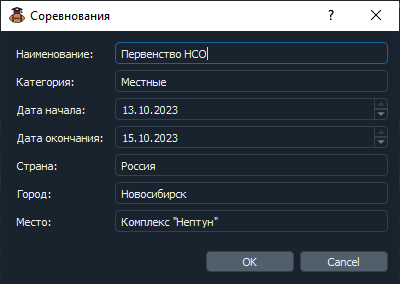 Соревнования ?
Наименование: Первенство НСО
Категория: Местные
Дата начала: 13.10.2023
Дата окончания: 15.10.2023
Страна: Россия
Город: Новосибирск
Место: Комплекс "Нептун"
OK Cancel